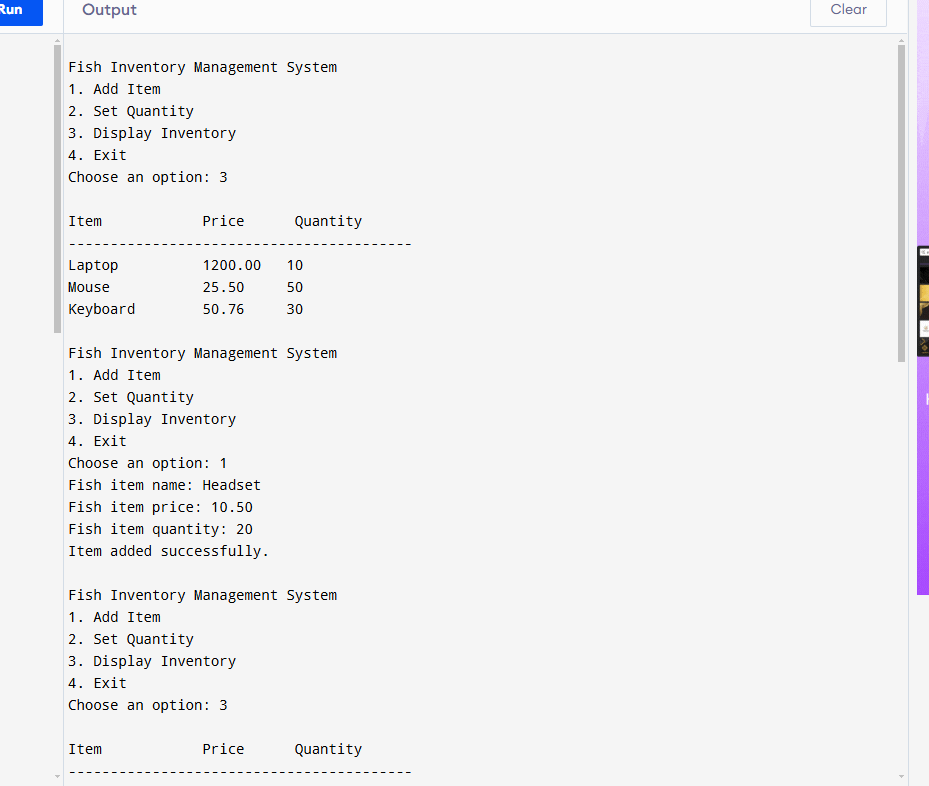 Run
Output
Clear
Fish Inventory Management System
1. Add Item
2. Set Quantity
3. Display Inventory
4. Exit
Choose an option: 3
Item Price Quantity
-----------------------------------------
Laptop 1200.00 10
Mouse 25.50 50
Keyboard 50.76 30
Fish Inventory Management System
1. Add Item
2. Set Quantity
3. Display Inventory
4. Exit
Choose an option: 1
Fish item name: Headset
Fish item price: 10.50
Fish item quantity: 20
Item added successfully.
Fish Inventory Management System
1. Add Item
2. Set Quantity
3. Display Inventory
4. Exit
Choose an option: 3
Item Price Quantity
-----------------------------------------